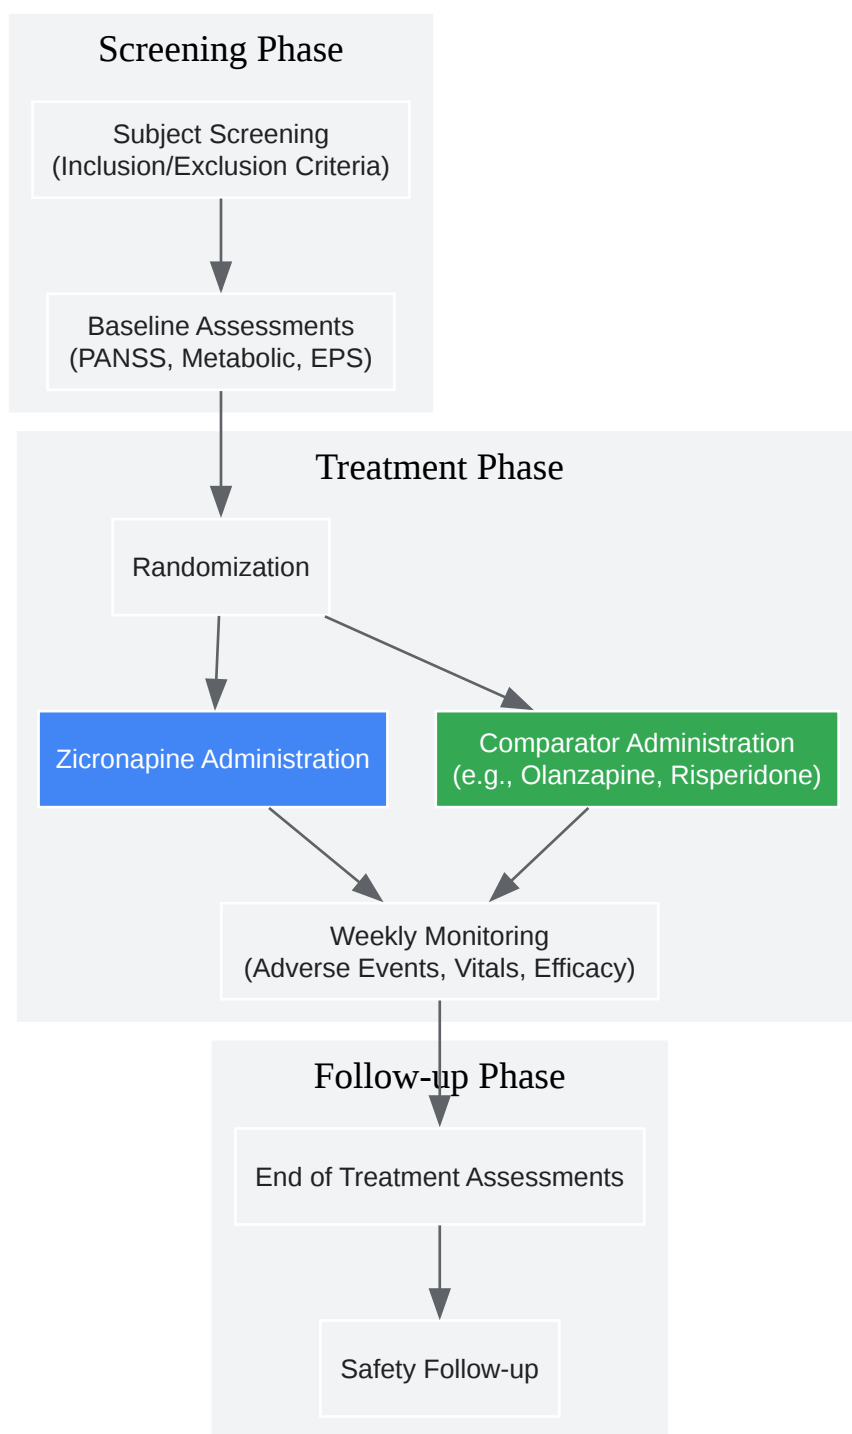 Screening Phase
Subject Screening
(Inclusion/Exclusion Criteria)
Baseline Assessments
(PANSS, Metabolic, EPS)
Treatment Phase
Randomization
Zicronapine Administration
Comparator Administration
(e.g., Olanzapine, Risperidone)
Weekly Monitoring
(Adverse Events, Vitals, Efficacy)
Follow-up Phase
End of Treatment Assessments
Safety Follow-up